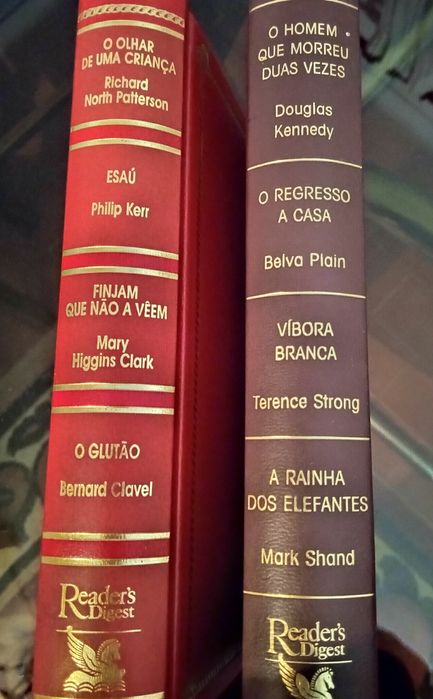 O OLHAR
DE UMA CRIANÇA
Richard
North Patterson
ESAÚ
Philip Kerr
FINJAM
QUE NÃO A VÊEM
Mary
Higgins Clark
O GLUTÃO
Bernard Clavel
Reader's
Digest
O HOMEM
QUE MORREU
DUAS VEZES
Douglas
Kennedy
O REGRESSO
A CASA
Belva Plain
VÍBORA
BRANCA
Terence Strong
A RAINHA
DOS ELEFANTES
Mark Shand
Reader's
Digest